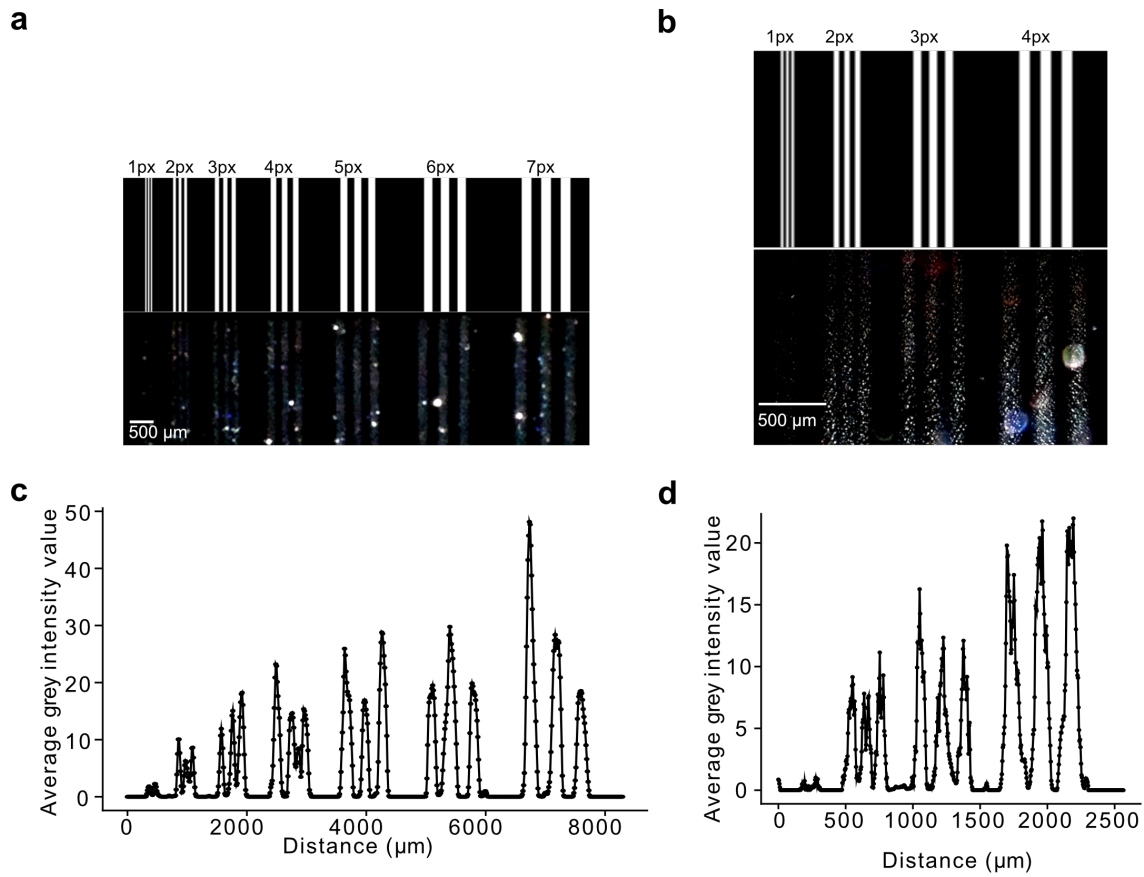 a
1px 2px 3px 4px 5px 6px 7px
500 µm
b
1px 2px 3px 4px
500 µm
c
Average grey intensity value
50
40
30
20
10
0
0 2000 4000 6000 8000
Distance (µm)
d
Average grey intensity value
20
15
10
5
0
0 500 1000 1500 2000 2500
Distance (µm)